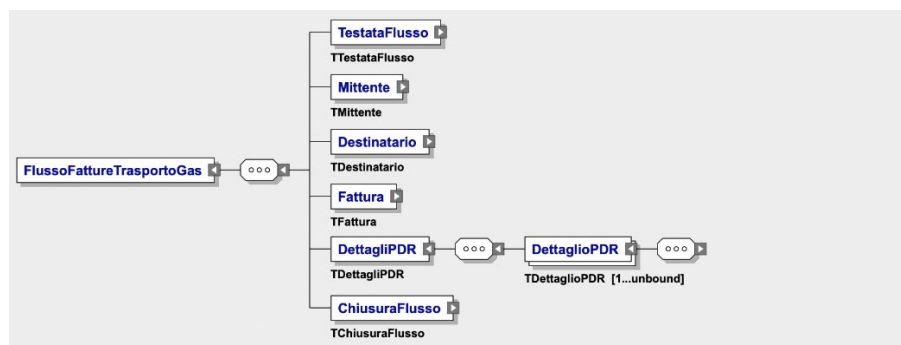 TestataFlusso
TTestataFlusso
Mittente
TMittente
Destinatario
TDestinatario
FlussoFattureTrasportoGas
Fattura
TFattura
DettagliPDR
DettaglioPDR
TDettagliPDR
TDettaglioPDR [1...unbound]
ChiusuraFlusso
TChiusuraFlusso